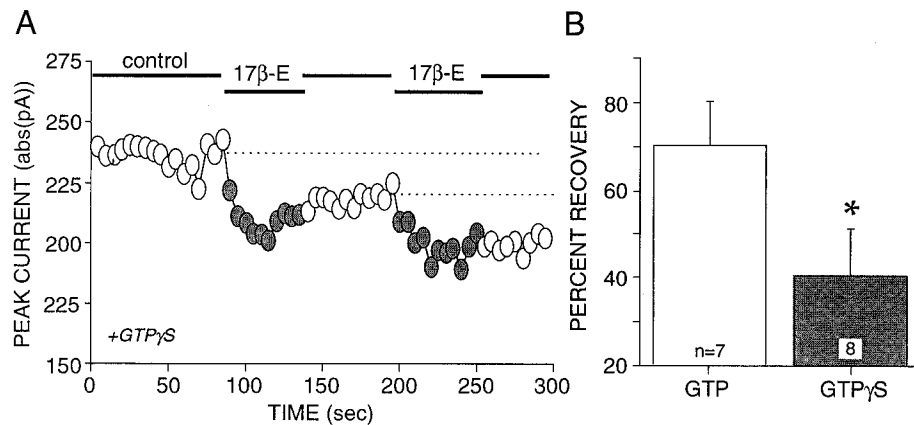 A
control
17β-E
17β-E
PEAK CURRENT (abs(pA))
275
250
225
200
225
150
+GTPγS
0
50
100
150
200
250
300
TIME (sec)
B
PERCENT RECOVERY
80
60
40
20
*
n=7
8
GTP
GTPγS